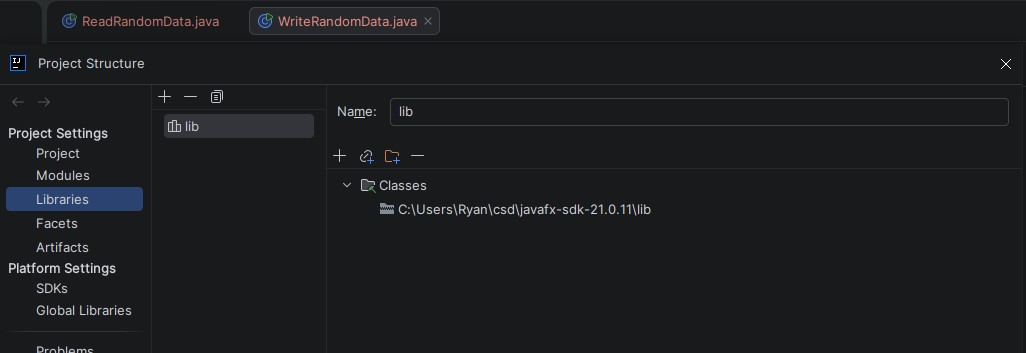 ReadRandomData.java
WriteRandomData.java
Project Structure
Project Settings
Project
Modules
Libraries
Facets
Artifacts
Platform Settings
SDKs
Global Libraries
Problems
lib
Name:
lib
Classes
C:\Users\Ryan\csd\javafx-sdk-21.0.11\lib